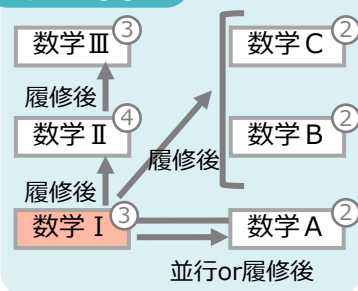 数学Ⅲ ③ 数学C ②
履修後
数学Ⅱ ④ 数学B ②
履修後
履修後
数学Ⅰ ③ 数学A ②
並行or履修後